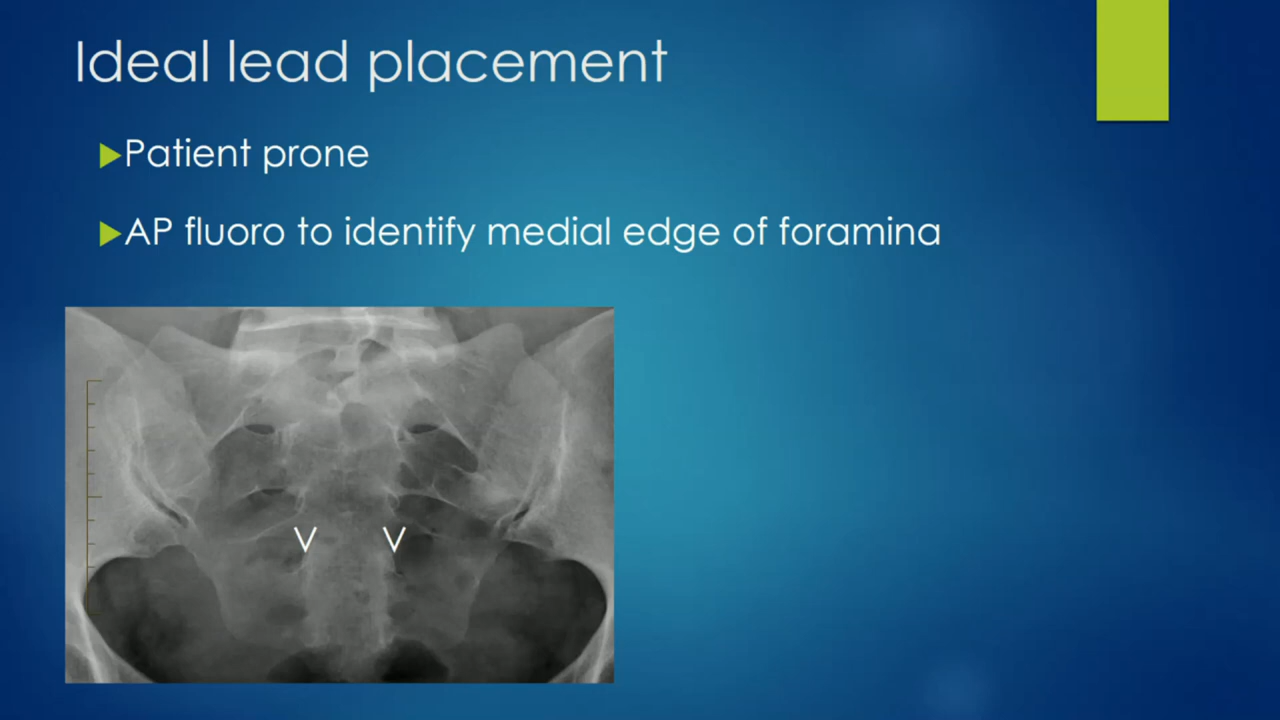 Ideal lead placement
Patient prone
AP fluoro to identify medial edge of foramina